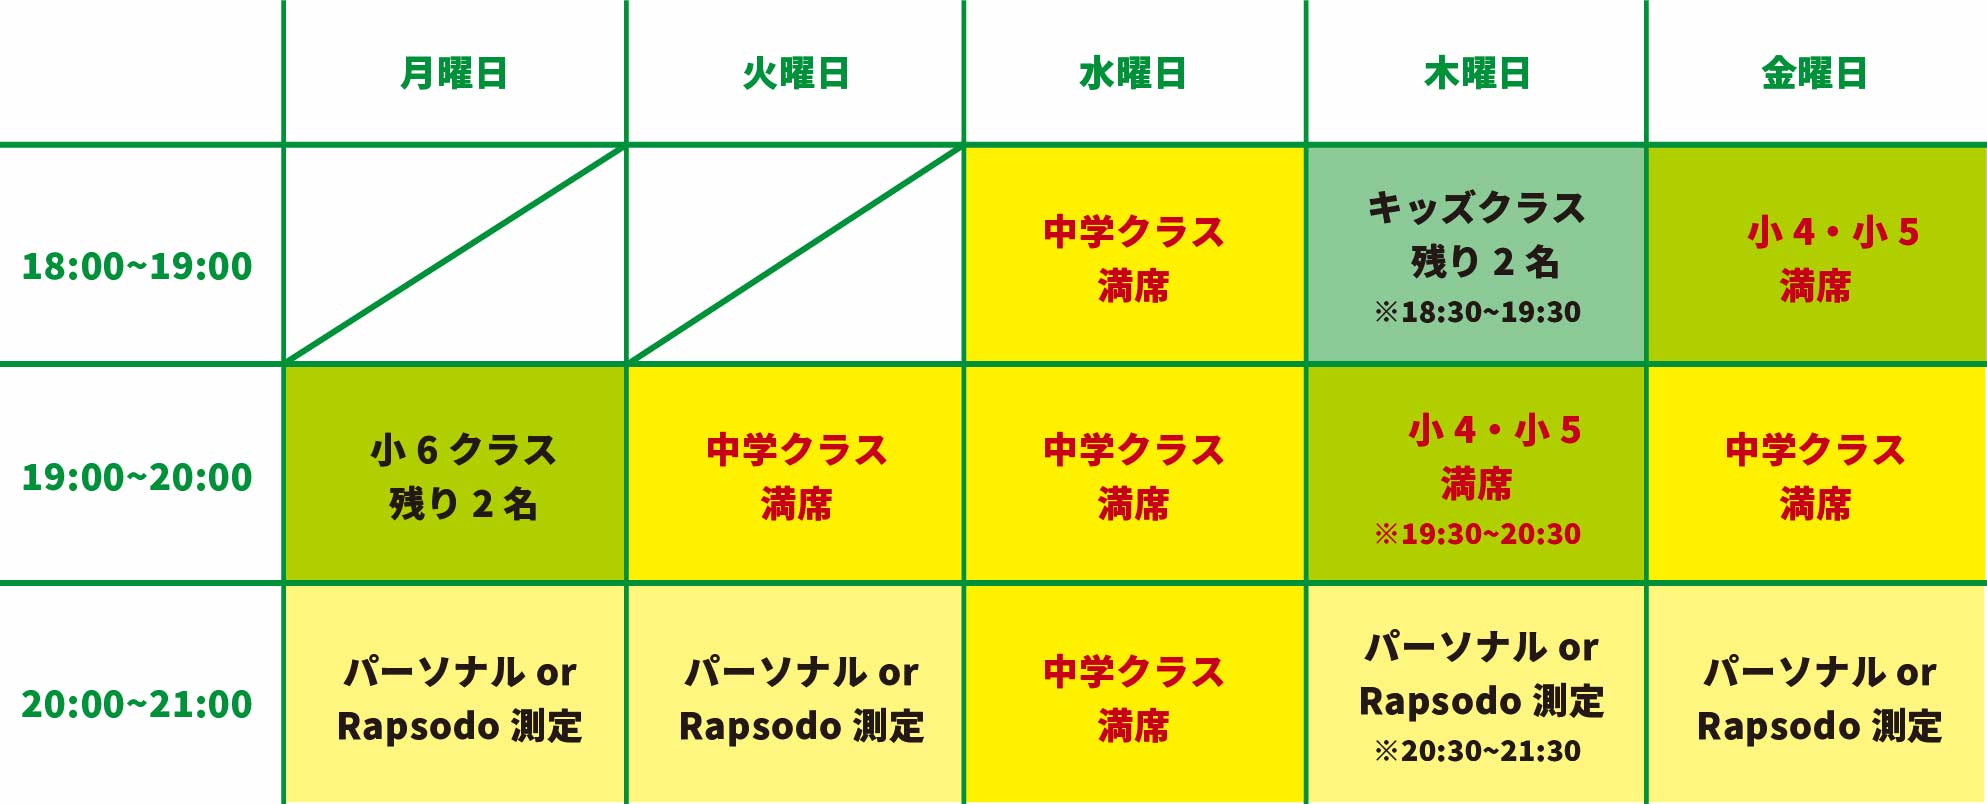 月曜日
火曜日
水曜日
木曜日
金曜日
18:00~19:00
中学クラス
満席
キッズクラス
残り 2 名
※18:30~19:30
小 4・小 5
満席
19:00~20:00
小 6 クラス
残り 2 名
中学クラス
満席
中学クラス
満席
小 4・小 5
満席
※19:30~20:30
中学クラス
満席
20:00~21:00
パーソナル or
Rapsodo 測定
パーソナル or
Rapsodo 測定
中学クラス
満席
パーソナル or
Rapsodo 測定
※20:30~21:30
パーソナル or
Rapsodo 測定